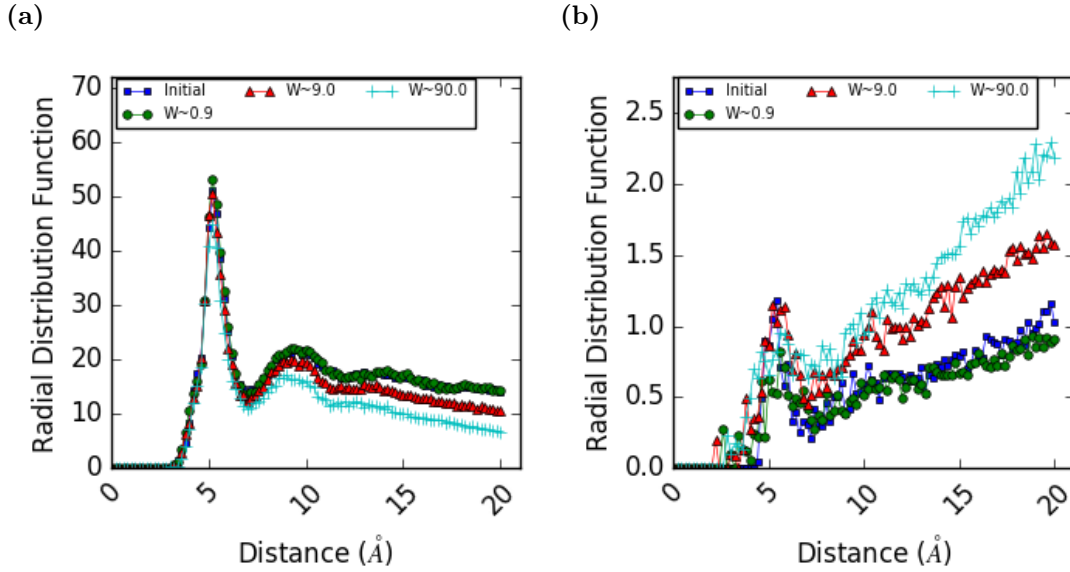 (a)
Initial
W~9.0
W~90.0
W~0.9
70
60
50
40
30
20
10
0
Radial Distribution Function
0
5
10
15
20
Distance (Å)
(b)
Initial
W~9.0
W~90.0
W~0.9
2.5
2.0
1.5
1.0
0.5
0.0
Radial Distribution Function
0
5
10
15
20
Distance (Å)